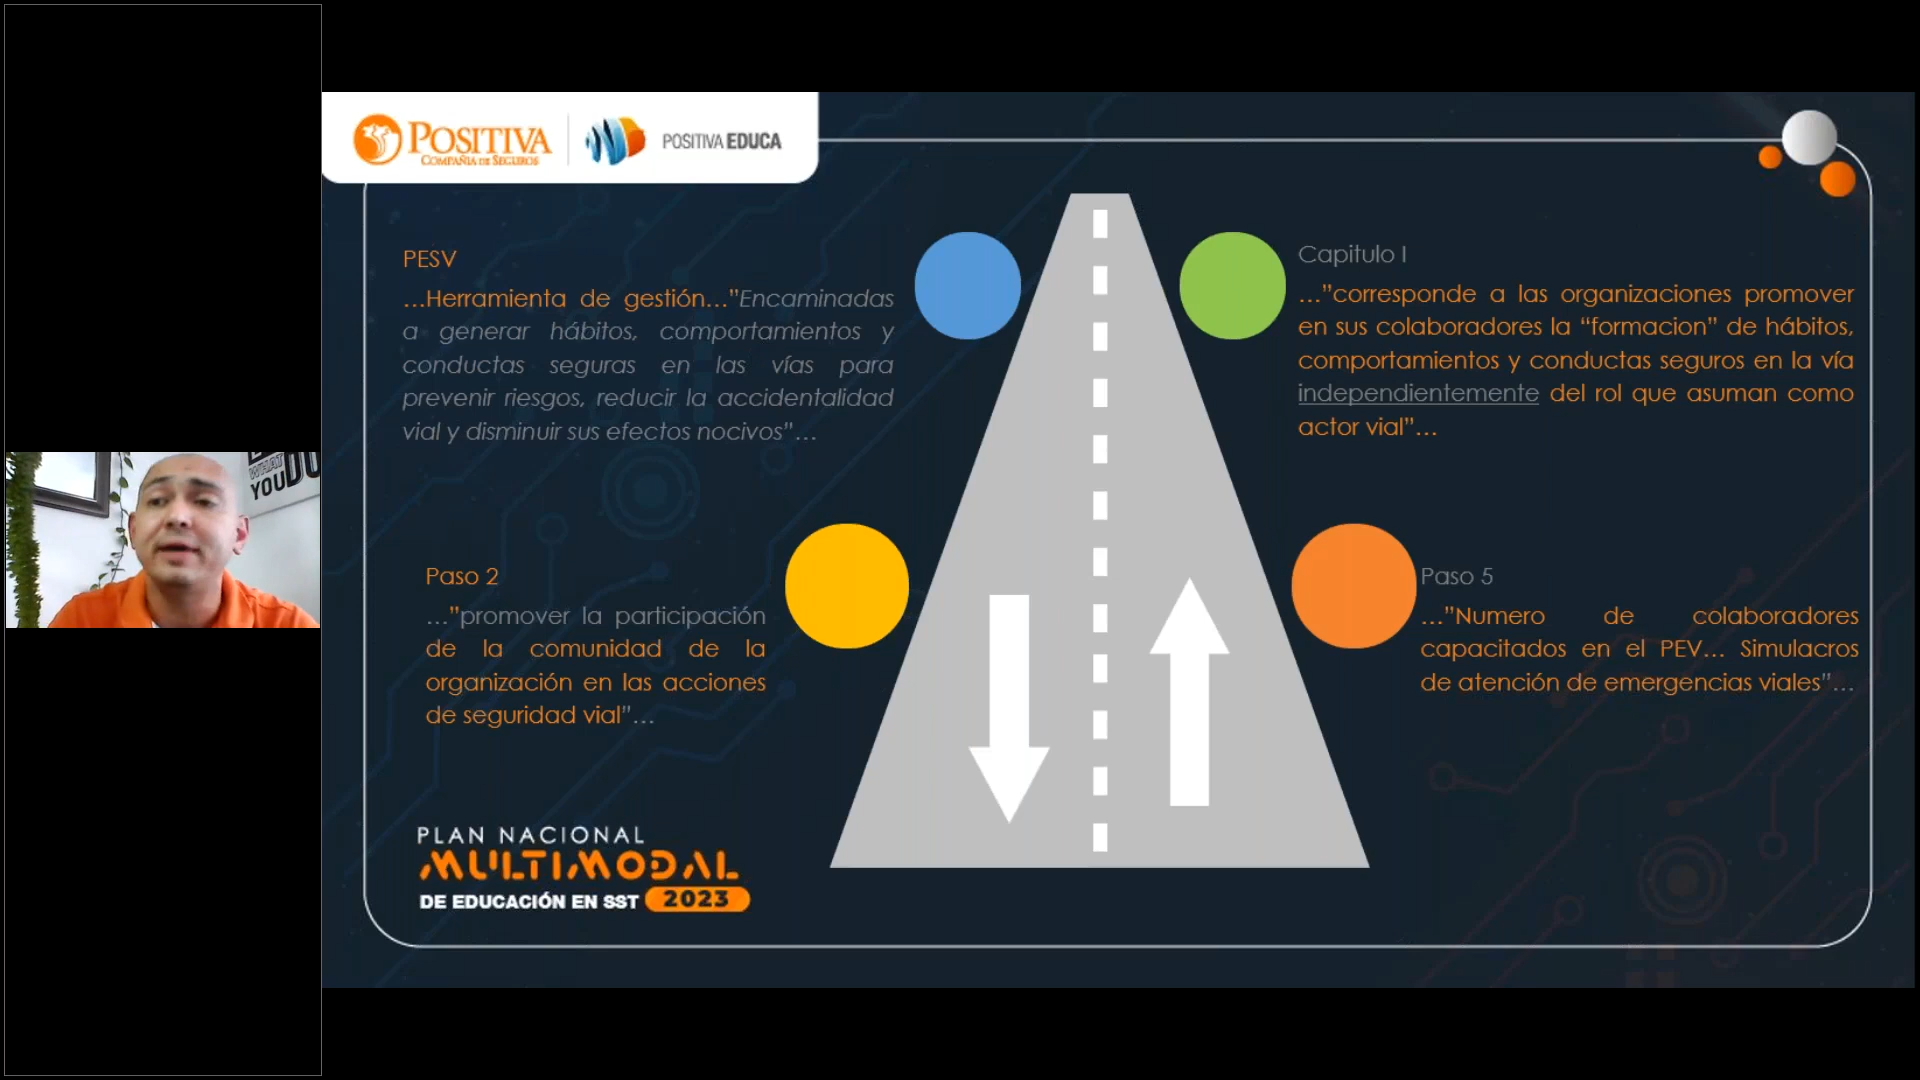 POSITIVA
COMPAÑIA DE SEGUROS
POSITIVA EDUCA
PESV
...Herramienta de gestión..."Encaminadas
a generar hábitos, comportamientos y
conductas seguras en las vías para
prevenir riesgos, reducir la accidentalidad
vial y disminuir sus efectos nocivos"...
Capitulo I
..."corresponde a las organizaciones promover
en sus colaboradores la "formacion" de hábitos,
comportamientos y conductas seguros en la vía
independientemente del rol que asuman como
actor vial"...
Paso 2
..."promover la participación
de la comunidad de la
organización en las acciones
de seguridad vial"...
Paso 5
..."Numero de colaboradores
capacitados en el PEV... Simulacros
de atención de emergencias viales"...
PLAN NACIONAL
MULTIMODAL
DE EDUCACIÓN EN SST 2023
WHAT
YOU DO